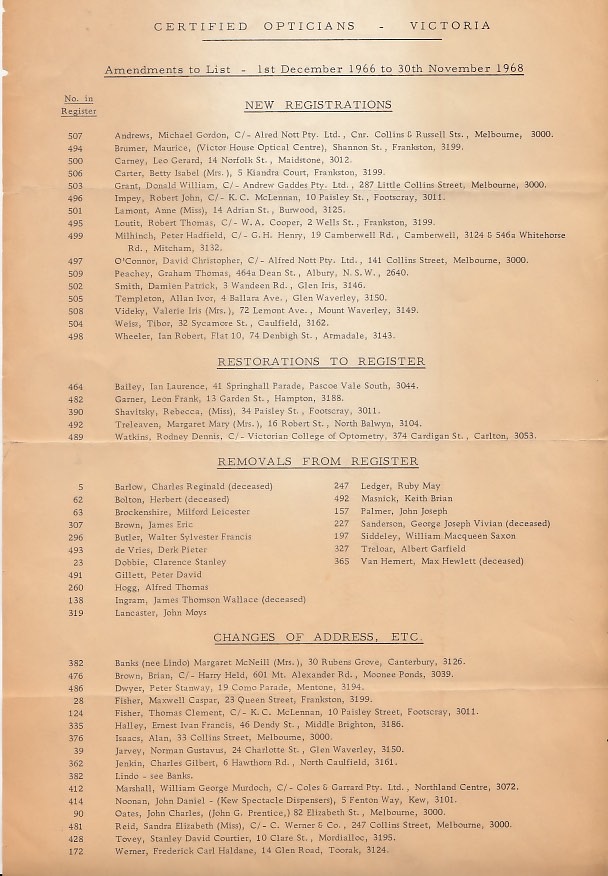 CERTIFIED OPTICIANS - VICTORIA
Amendments to List - 1st December 1966 to 30th November 1968
No. in
Register
NEW REGISTRATIONS
507 Andrews, Michael Gordon, C/- Alred Nott Pty. Ltd., Cnr. Collins & Russell Sts., Melbourne, 3000.
494 Brumer, Maurice, (Victor House Optical Centre), Shannon St., Frankston, 3199.
500 Carney, Leo Gerard, 14 Norfolk St., Maidstone, 3012.
506 Carter, Betty Isabel (Mrs.), 5 Kiandra Court, Frankston, 3199.
503 Grant, Donald William, C/- Andrew Gaddes Pty. Ltd., 287 Little Collins Street, Melbourne, 3000.
496 Impey, Robert John, C/- K.C. McLennan, 10 Paisley St., Footscray, 3011.
501 Lamont, Anne (Miss), 14 Adrian St., Burwood, 3125.
495 Loutit, Robert Thomas, C/- W.A. Cooper, 2 Wells St., Frankston, 3199.
499 Milhinch, Peter Hadfield, C/- G.H. Henry, 19 Camberwell Rd., Camberwell, 3124 & 546a Whitehorse
Rd., Mitcham, 3132.
497 O'Connor, David Christopher, C/- Alfred Nott Pty. Ltd., 141 Collins Street, Melbourne, 3000.
509 Peachey, Graham Thomas, 464a Dean St., Albury, N.S.W., 2640.
502 Smith, Damien Patrick, 3 Wandeen Rd., Glen Iris, 3146.
505 Templeton, Allan Ivor, 4 Ballara Ave., Glen Waverley, 3150.
508 Videky, Valerie Iris (Mrs.), 72 Lemont Ave., Mount Waverley, 3149.
504 Weisz, Tibor, 32 Sycamore St., Caulfield, 3162.
498 Wheeler, Ian Robert, Flat 10, 74 Denbigh St., Armadale, 3143.
RESTORATIONS TO REGISTER
464 Bailey, Ian Laurence, 41 Springhall Parade, Pascoe Vale South, 3044.
482 Garner, Leon Frank, 13 Garden St., Hampton, 3188.
390 Shavitsky, Rebecca, (Miss), 34 Paisley St., Footscray, 3011.
492 Treleaven, Margaret Mary (Mrs.), 16 Robert St., North Balwyn, 3104.
489 Watkins, Rodney Dennis, C/- Victorian College of Optometry, 374 Cardigan St., Carlton, 3053.
REMOVALS FROM REGISTER
5 Barlow, Charles Reginald (deceased)
62 Bolton, Herbert (deceased)
63 Brockenshire, Milford Leicester
307 Brown, James Eric
296 Butler, Walter Sylvester Francis
493 de Vries, Derk Pieter
23 Dobbie, Clarence Stanley
491 Gillett, Peter David
260 Hogg, Alfred Thomas
138 Ingram, James Thomson Wallace (deceased)
319 Lancaster, John Moys
247 Ledger, Ruby May
492 Masnick, Keith Brian
157 Palmer, John Joseph
227 Sanderson, George Joseph Vivian (deceased)
197 Siddeley, William Macqueen Saxon
327 Treloar, Albert Garfield
365 Van Hemert, Max Hewlett (deceased)
CHANGES OF ADDRESS, ETC.
382 Banks (nee Lindo) Margaret McNeill (Mrs.), 30 Rubens Grove, Canterbury, 3126.
476 Brown, Brian, C/- Harry Held, 601 Mt. Alexander Rd., Moonee Ponds, 3039.
486 Dwyer, Peter Stanway, 19 Como Parade, Mentone, 3194.
28 Fisher, Maxwell Caspar, 23 Queen Street, Frankston, 3199.
124 Fisher, Thomas Clement, C/- K.C. McLennan, 10 Paisley Street, Footscray, 3011.
335 Halley, Ernest Ivan Francis, 46 Dendy St., Middle Brighton, 3186.
376 Isaacs, Alan, 33 Collins Street, Melbourne, 3000.
39 Jarvey, Norman Gustavus, 24 Charlotte St., Glen Waverley, 3150.
362 Jenkin, Charles Gilbert, 6 Hawthorn Rd., North Caulfield, 3161.
382 Lindo - see Banks.
412 Marshall, William George Murdoch, C/- Coles & Garrard Pty. Ltd., Northland Centre, 3072.
414 Noonan, John Daniel - (Kew Spectacle Dispensers), 5 Fenton Way, Kew, 3101.
90 Oates, John Charles, (John G. Prentice,) 82 Elizabeth St., Melbourne, 3000.
481 Reid, Sandra Elizabeth (Miss), C/- C. Werner & Co., 247 Collins Street, Melbourne, 3000.
428 Tovey, Stanley David Courtier, 10 Clare St., Mordialloc, 3195.
172 Werner, Frederick Carl Haldane, 14 Glen Road, Toorak, 3124.